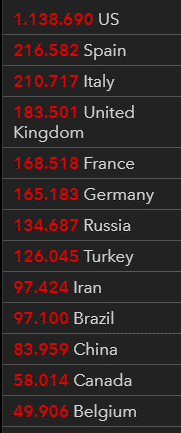 1.138.690 US
216.582 Spain
210.717 Italy
183.501 United
Kingdom
168.518 France
165.183 Germany
134.687 Russia
126.045 Turkey
97.424 Iran
97.100 Brazil
83.959 China
58.014 Canada
49.906 Belgium